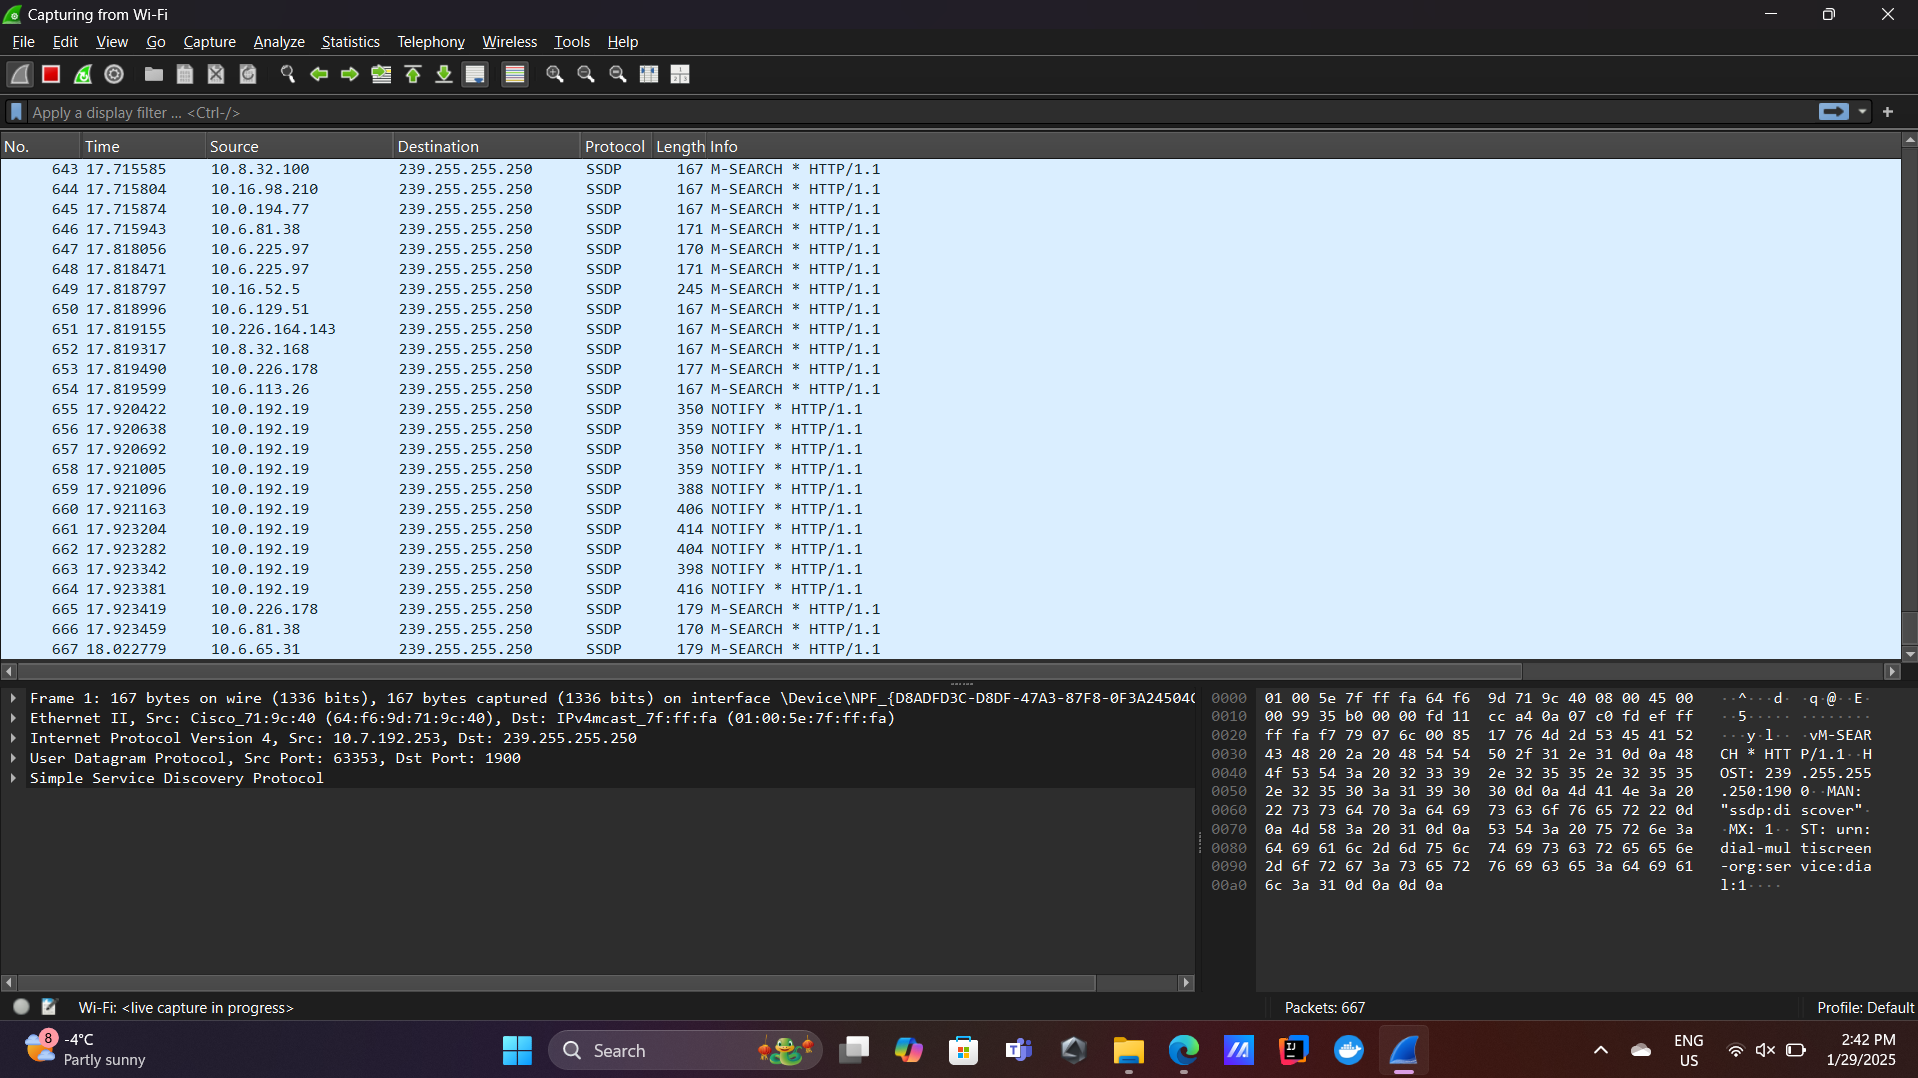 Capturing from Wi-Fi
File Edit View Go Capture Analyze Statistics Telephony Wireless Tools Help
Apply a display filter ... <Ctrl-/>
No. Time Source Destination Protocol Length Info
643 17.715585 10.8.32.100 239.255.255.250 SSDP 167 M-SEARCH * HTTP/1.1
644 17.715804 10.16.98.210 239.255.255.250 SSDP 167 M-SEARCH * HTTP/1.1
645 17.715874 10.0.194.77 239.255.255.250 SSDP 167 M-SEARCH * HTTP/1.1
646 17.715943 10.6.81.38 239.255.255.250 SSDP 171 M-SEARCH * HTTP/1.1
647 17.818056 10.6.225.97 239.255.255.250 SSDP 170 M-SEARCH * HTTP/1.1
648 17.818471 10.6.225.97 239.255.255.250 SSDP 171 M-SEARCH * HTTP/1.1
649 17.818797 10.16.52.5 239.255.255.250 SSDP 245 M-SEARCH * HTTP/1.1
650 17.818996 10.6.129.51 239.255.255.250 SSDP 167 M-SEARCH * HTTP/1.1
651 17.819155 10.226.164.143 239.255.255.250 SSDP 167 M-SEARCH * HTTP/1.1
652 17.819317 10.8.32.168 239.255.255.250 SSDP 167 M-SEARCH * HTTP/1.1
653 17.819490 10.0.226.178 239.255.255.250 SSDP 177 M-SEARCH * HTTP/1.1
654 17.819599 10.6.113.26 239.255.255.250 SSDP 167 M-SEARCH * HTTP/1.1
655 17.920422 10.0.192.19 239.255.255.250 SSDP 350 NOTIFY * HTTP/1.1
656 17.920638 10.0.192.19 239.255.255.250 SSDP 359 NOTIFY * HTTP/1.1
657 17.920692 10.0.192.19 239.255.255.250 SSDP 350 NOTIFY * HTTP/1.1
658 17.921005 10.0.192.19 239.255.255.250 SSDP 359 NOTIFY * HTTP/1.1
659 17.921096 10.0.192.19 239.255.255.250 SSDP 388 NOTIFY * HTTP/1.1
660 17.921163 10.0.192.19 239.255.255.250 SSDP 406 NOTIFY * HTTP/1.1
661 17.923204 10.0.192.19 239.255.255.250 SSDP 414 NOTIFY * HTTP/1.1
662 17.923282 10.0.192.19 239.255.255.250 SSDP 404 NOTIFY * HTTP/1.1
663 17.923342 10.0.192.19 239.255.255.250 SSDP 398 NOTIFY * HTTP/1.1
664 17.923381 10.0.192.19 239.255.255.250 SSDP 416 NOTIFY * HTTP/1.1
665 17.923419 10.0.226.178 239.255.255.250 SSDP 179 M-SEARCH * HTTP/1.1
666 17.923459 10.6.81.38 239.255.255.250 SSDP 170 M-SEARCH * HTTP/1.1
667 18.022779 10.6.65.31 239.255.255.250 SSDP 179 M-SEARCH * HTTP/1.1
Frame 1: 167 bytes on wire (1336 bits), 167 bytes captured (1336 bits) on interface \Device\NPF_{D8ADFD3C-D8DF-47A3-87F8-0F3A24504C
Ethernet II, Src: Cisco_71:9c:40 (64:f6:9d:71:9c:40), Dst: IPv4mcast_7f:ff:fa (01:00:5e:7f:ff:fa)
Internet Protocol Version 4, Src: 10.7.192.253, Dst: 239.255.255.250
User Datagram Protocol, Src Port: 63353, Dst Port: 1900
Simple Service Discovery Protocol
0000 01 00 5e 7f ff fa 64 f6 9d 71 9c 40 08 00 45 00 ··^···d· ·q·@··E·
0010 00 99 35 b0 00 00 fd 11 cc a4 0a 07 c0 fd ef ff ··5····· ········
0020 ff fa f7 79 07 6c 00 85 17 76 4d 2d 53 45 41 52 ···y·l·· ·vM-SEAR
0030 43 48 20 2a 20 48 54 54 50 2f 31 2e 31 0d 0a 48 CH * HTT P/1.1··H
0040 4f 53 54 3a 20 32 33 39 2e 32 35 35 2e 32 35 35 OST: 239 .255.255
0050 2e 32 35 30 3a 31 39 30 30 0d 0a 4d 41 4e 3a 20 .250:190 0··MAN:
0060 22 73 73 64 70 3a 64 69 73 63 6f 76 65 72 22 0d "ssdp:di scover"·
0070 0a 4d 58 3a 20 31 0d 0a 53 54 3a 20 75 72 6e 3a ·MX: 1·· ST: urn:
0080 64 69 61 6c 2d 6d 75 6c 74 69 73 63 72 65 65 6e dial-mul tiscreen
0090 2d 6f 72 67 3a 73 65 72 76 69 63 65 3a 64 69 61 -org:ser vice:dia
00a0 6c 3a 31 0d 0a 0d 0a l:1····
Wi-Fi: <live capture in progress> Packets: 667 Profile: Default
8 -4°C
Partly sunny
Search
ENG
US
2:42 PM
1/29/2025